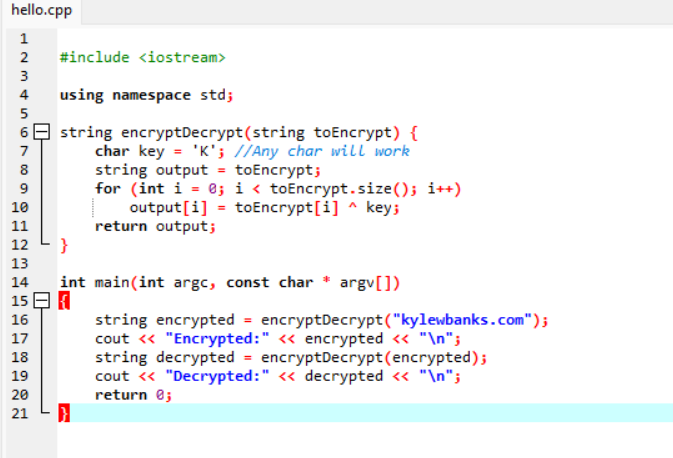 hello.cpp
1
2 #include <iostream>
3
4 using namespace std;
5
6 string encryptDecrypt(string toEncrypt) {
7 char key = 'K'; //Any char will work
8 string output = toEncrypt;
9 for (int i = 0; i < toEncrypt.size(); i++)
10 output[i] = toEncrypt[i] ^ key;
11 return output;
12 }
13
14 int main(int argc, const char * argv[])
15 {
16 string encrypted = encryptDecrypt("kylewbanks.com");
17 cout << "Encrypted:" << encrypted << "\n";
18 string decrypted = encryptDecrypt(encrypted);
19 cout << "Decrypted:" << decrypted << "\n";
20 return 0;
21 }